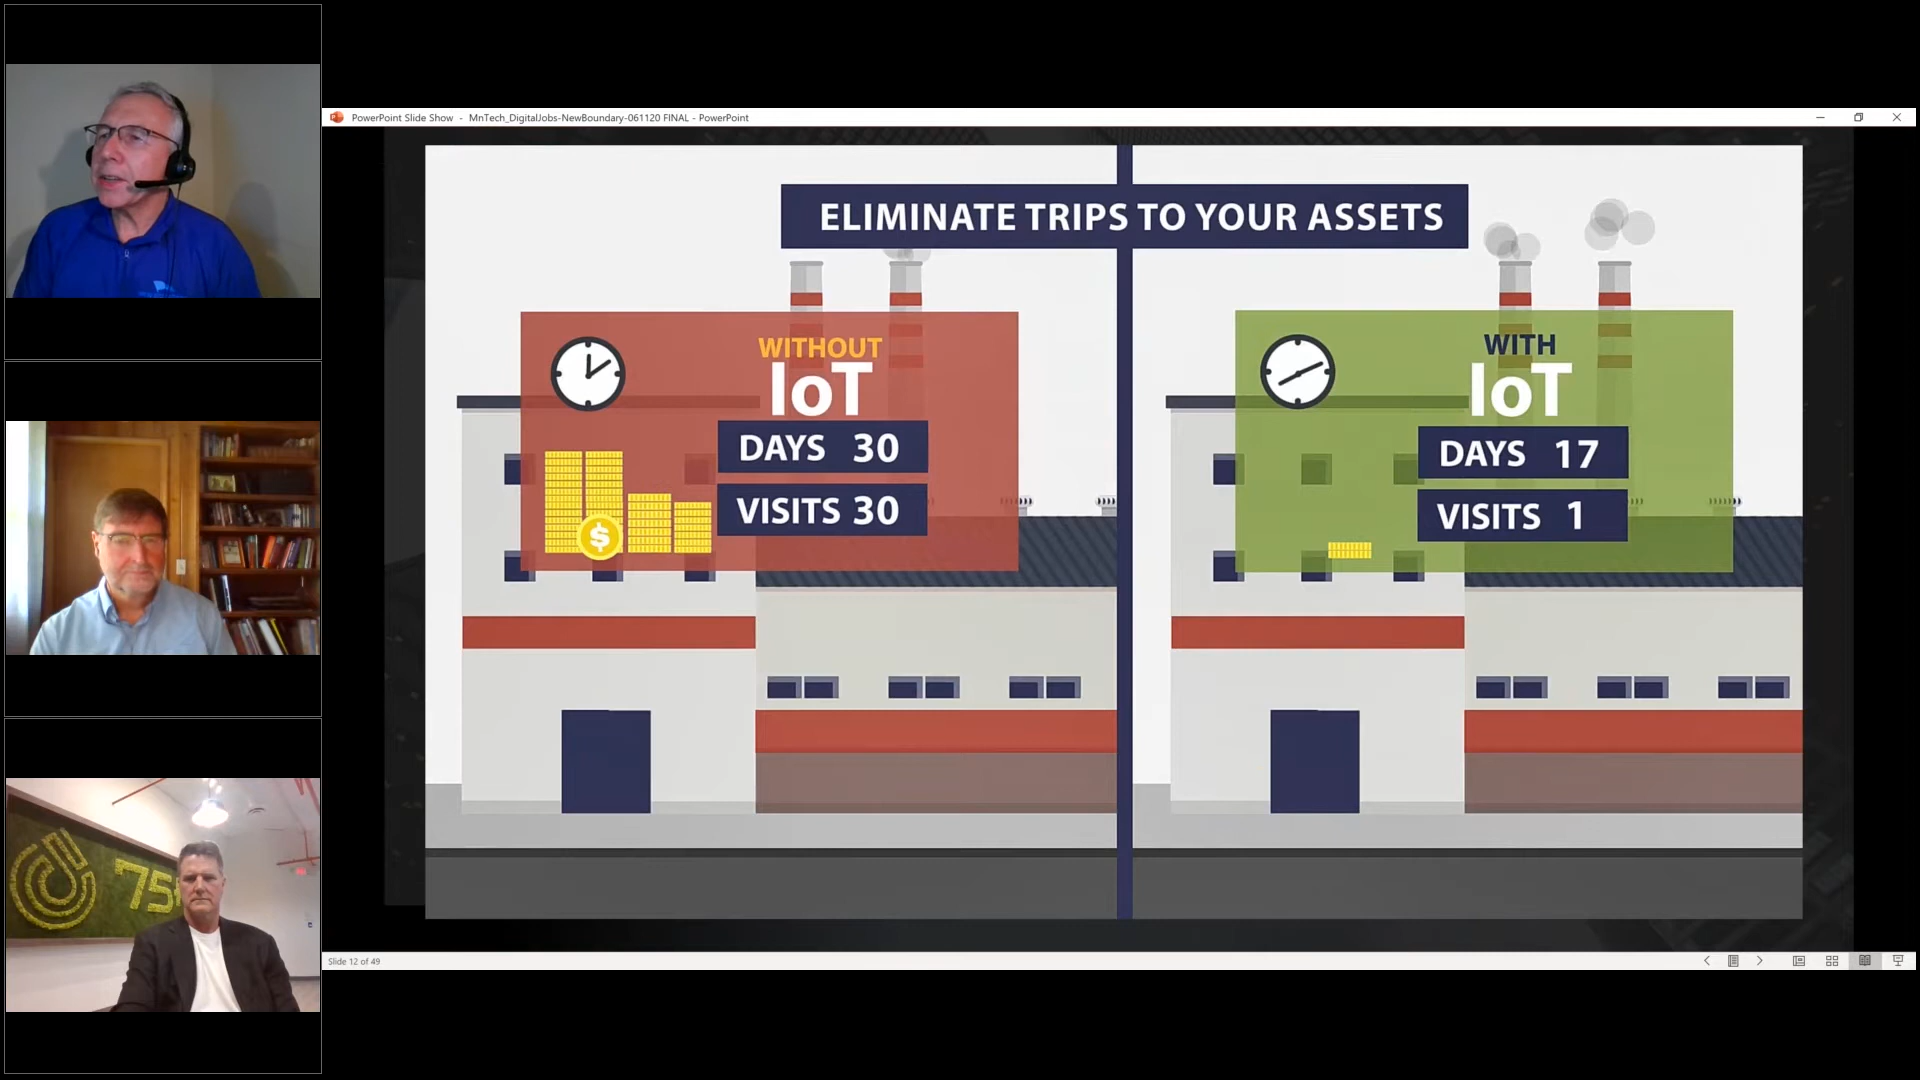 PowerPoint Slide Show - MnTech_DigitalJobs-NewBoundary-061120 FINAL - PowerPoint
ELIMINATE TRIPS TO YOUR ASSETS
WITHOUT
IoT
DAYS 30
VISITS 30
$
WITH
IoT
DAYS 17
VISITS 1
75
Slide 12 of 49